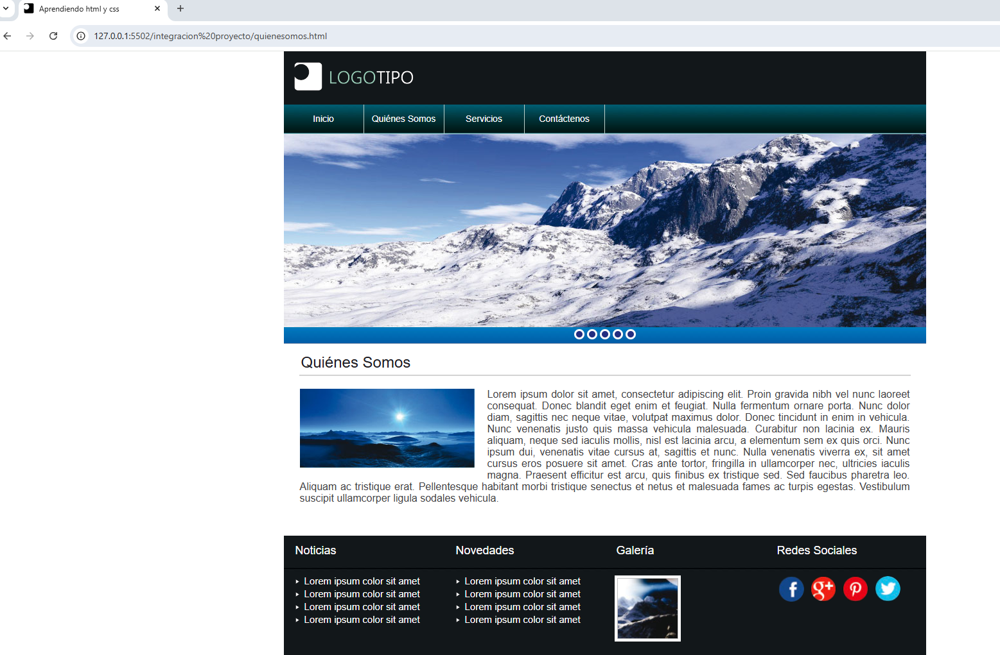 Aprendiendo html y css
127.0.0.1:5502/integracion%20proyecto/quienesomos.html
LOGOTIPO
Inicio
Quiénes Somos
Servicios
Contáctenos
Quiénes Somos
Lorem ipsum dolor sit amet, consectetur adipiscing elit. Proin gravida nibh vel nunc laoreet
consequat. Donec blandit eget enim et feugiat. Nulla fermentum ornare porta. Nunc dolor
diam, sagittis nec neque vitae, volutpat maximus dolor. Donec tincidunt in enim in vehicula.
Nunc venenatis justo quis massa vehicula malesuada. Curabitur non lacinia ex. Mauris
aliquam, neque sed iaculis mollis, nisl est lacinia arcu, a elementum sem ex quis orci. Nunc
ipsum dui, venenatis vitae cursus at, sagittis et nunc. Nulla venenatis viverra ex, sit amet
cursus eros posuere sit amet. Cras ante tortor, fringilla in ullamcorper nec, ultricies iaculis
magna. Praesent efficitur est arcu, quis finibus ex tristique sed. Sed faucibus pharetra leo.
Aliquam ac tristique erat. Pellentesque habitant morbi tristique senectus et netus et malesuada fames ac turpis egestas. Vestibulum
suscipit ullamcorper ligula sodales vehicula.
Noticias
Lorem ipsum color sit amet
Lorem ipsum color sit amet
Lorem ipsum color sit amet
Lorem ipsum color sit amet
Novedades
Lorem ipsum color sit amet
Lorem ipsum color sit amet
Lorem ipsum color sit amet
Lorem ipsum color sit amet
Galería
Redes Sociales